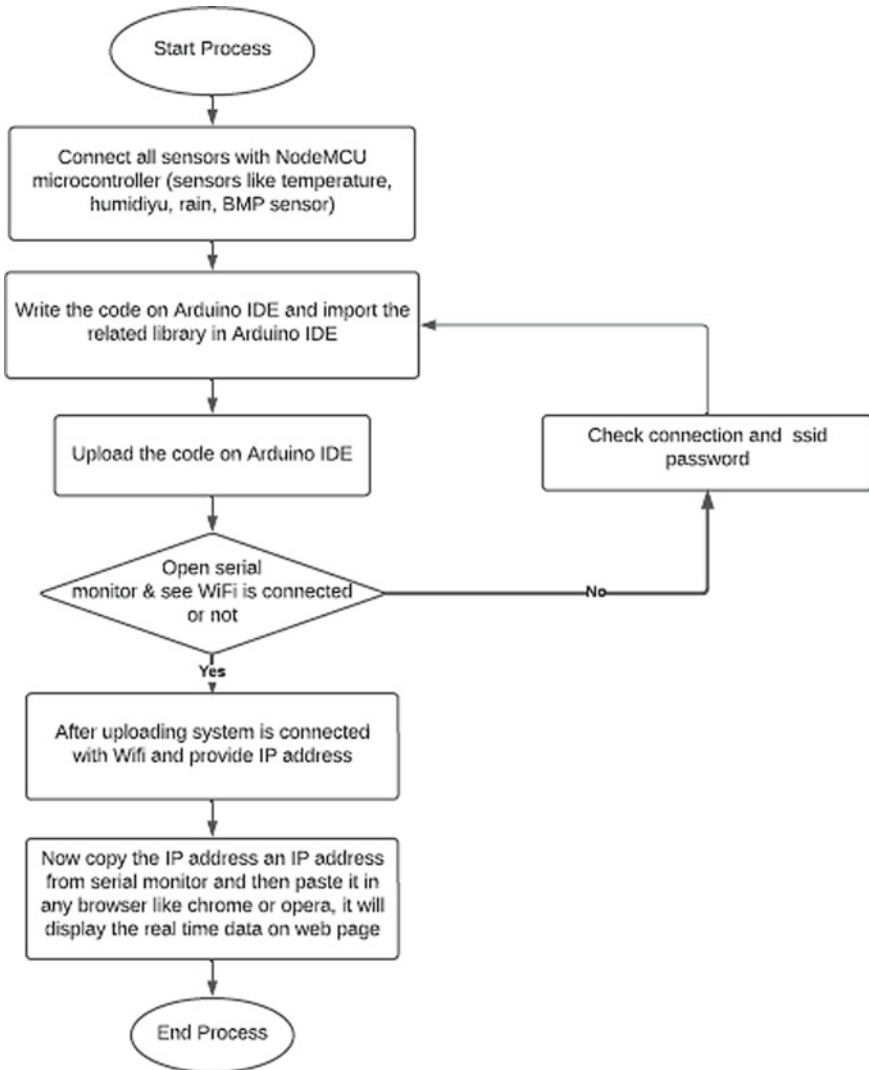 Start Process
Connect all sensors with NodeMCU
microcontroller (sensors like temperature,
humidiyu, rain, BMP sensor)
Write the code on Arduino IDE and import the
related library in Arduino IDE
Upload the code on Arduino IDE
Check connection and ssid
password
Open serial
monitor & see WiFi is connected
or not
No
Yes
After uploading system is connected
with Wifi and provide IP address
Now copy the IP address an IP address
from serial monitor and then paste it in
any browser like chrome or opera, it will
display the real time data on web page
End Process